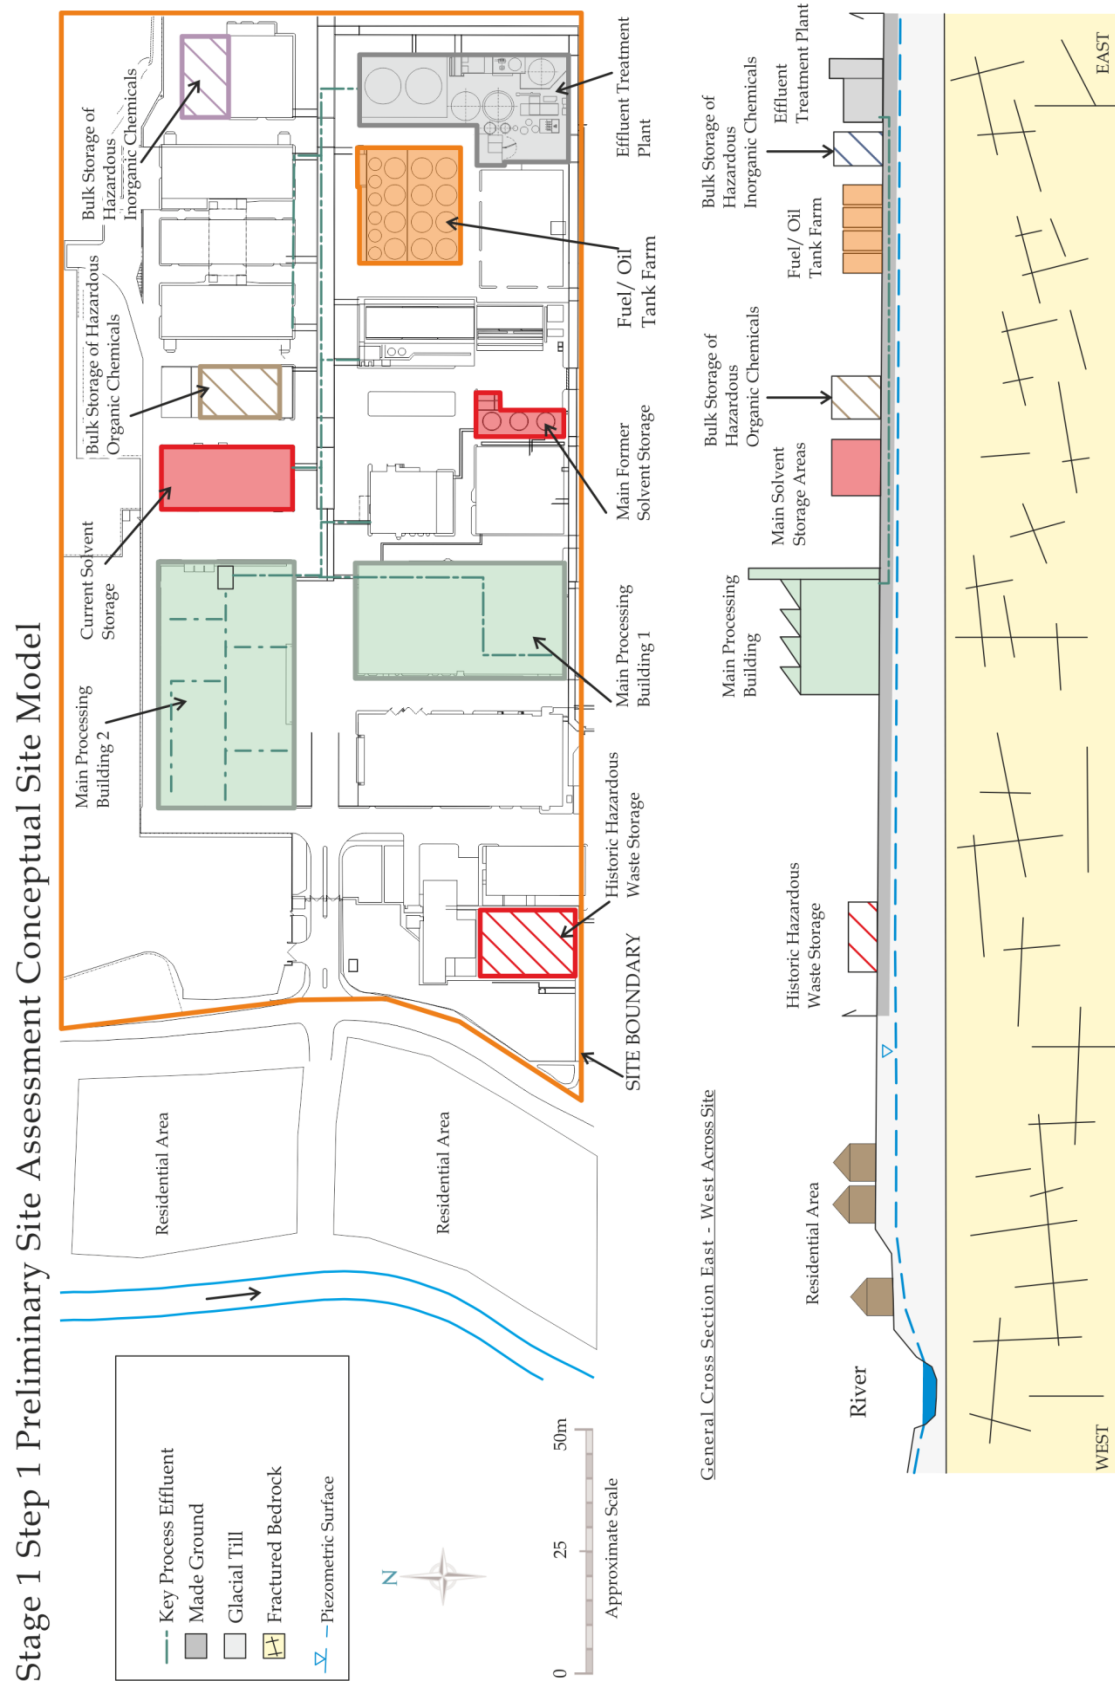 Stage 1 Step 1 Preliminary Site Assessment Conceptual Site Model
Key Process Effluent
Made Ground
Glacial Till
Fractured Bedrock
Piezometric Surface
N
0
25
50m
Approximate Scale
Residential Area
Residential Area
SITE BOUNDARY
Historic Hazardous
Waste Storage
Main Processing
Building 2
Main Processing
Building 1
Current Solvent
Storage
Main Former
Solvent Storage
Bulk Storage of Hazardous
Organic Chemicals
Fuel/ Oil
Tank Farm
Bulk Storage of
Hazardous
Inorganic Chemicals
Effluent Treatment
Plant
General Cross Section East - West Across Site
River
Residential Area
Historic Hazardous
Waste Storage
Main Processing
Building
Main Solvent
Storage Areas
Bulk Storage of
Hazardous
Organic Chemicals
Fuel/ Oil
Tank Farm
Bulk Storage of
Hazardous
Inorganic Chemicals
Effluent Treatment
Plant
WEST
EAST